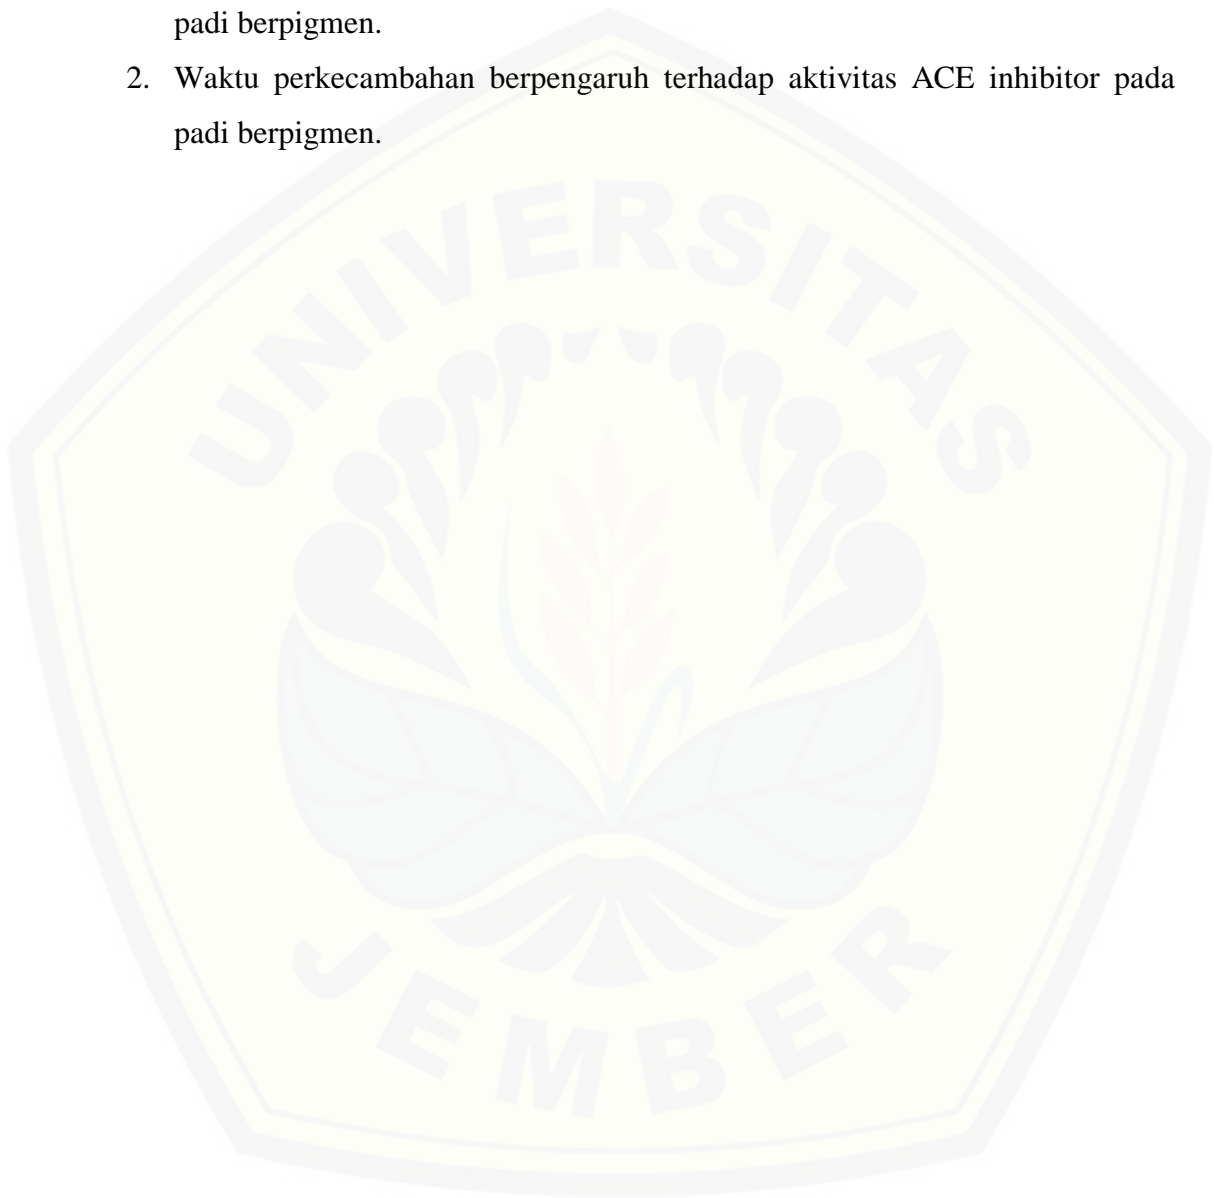 padi berpigmen.
2. Waktu perkecambahan berpengaruh terhadap aktivitas ACE inhibitor pada
padi berpigmen.
UNIVERSITAS
JEMBER